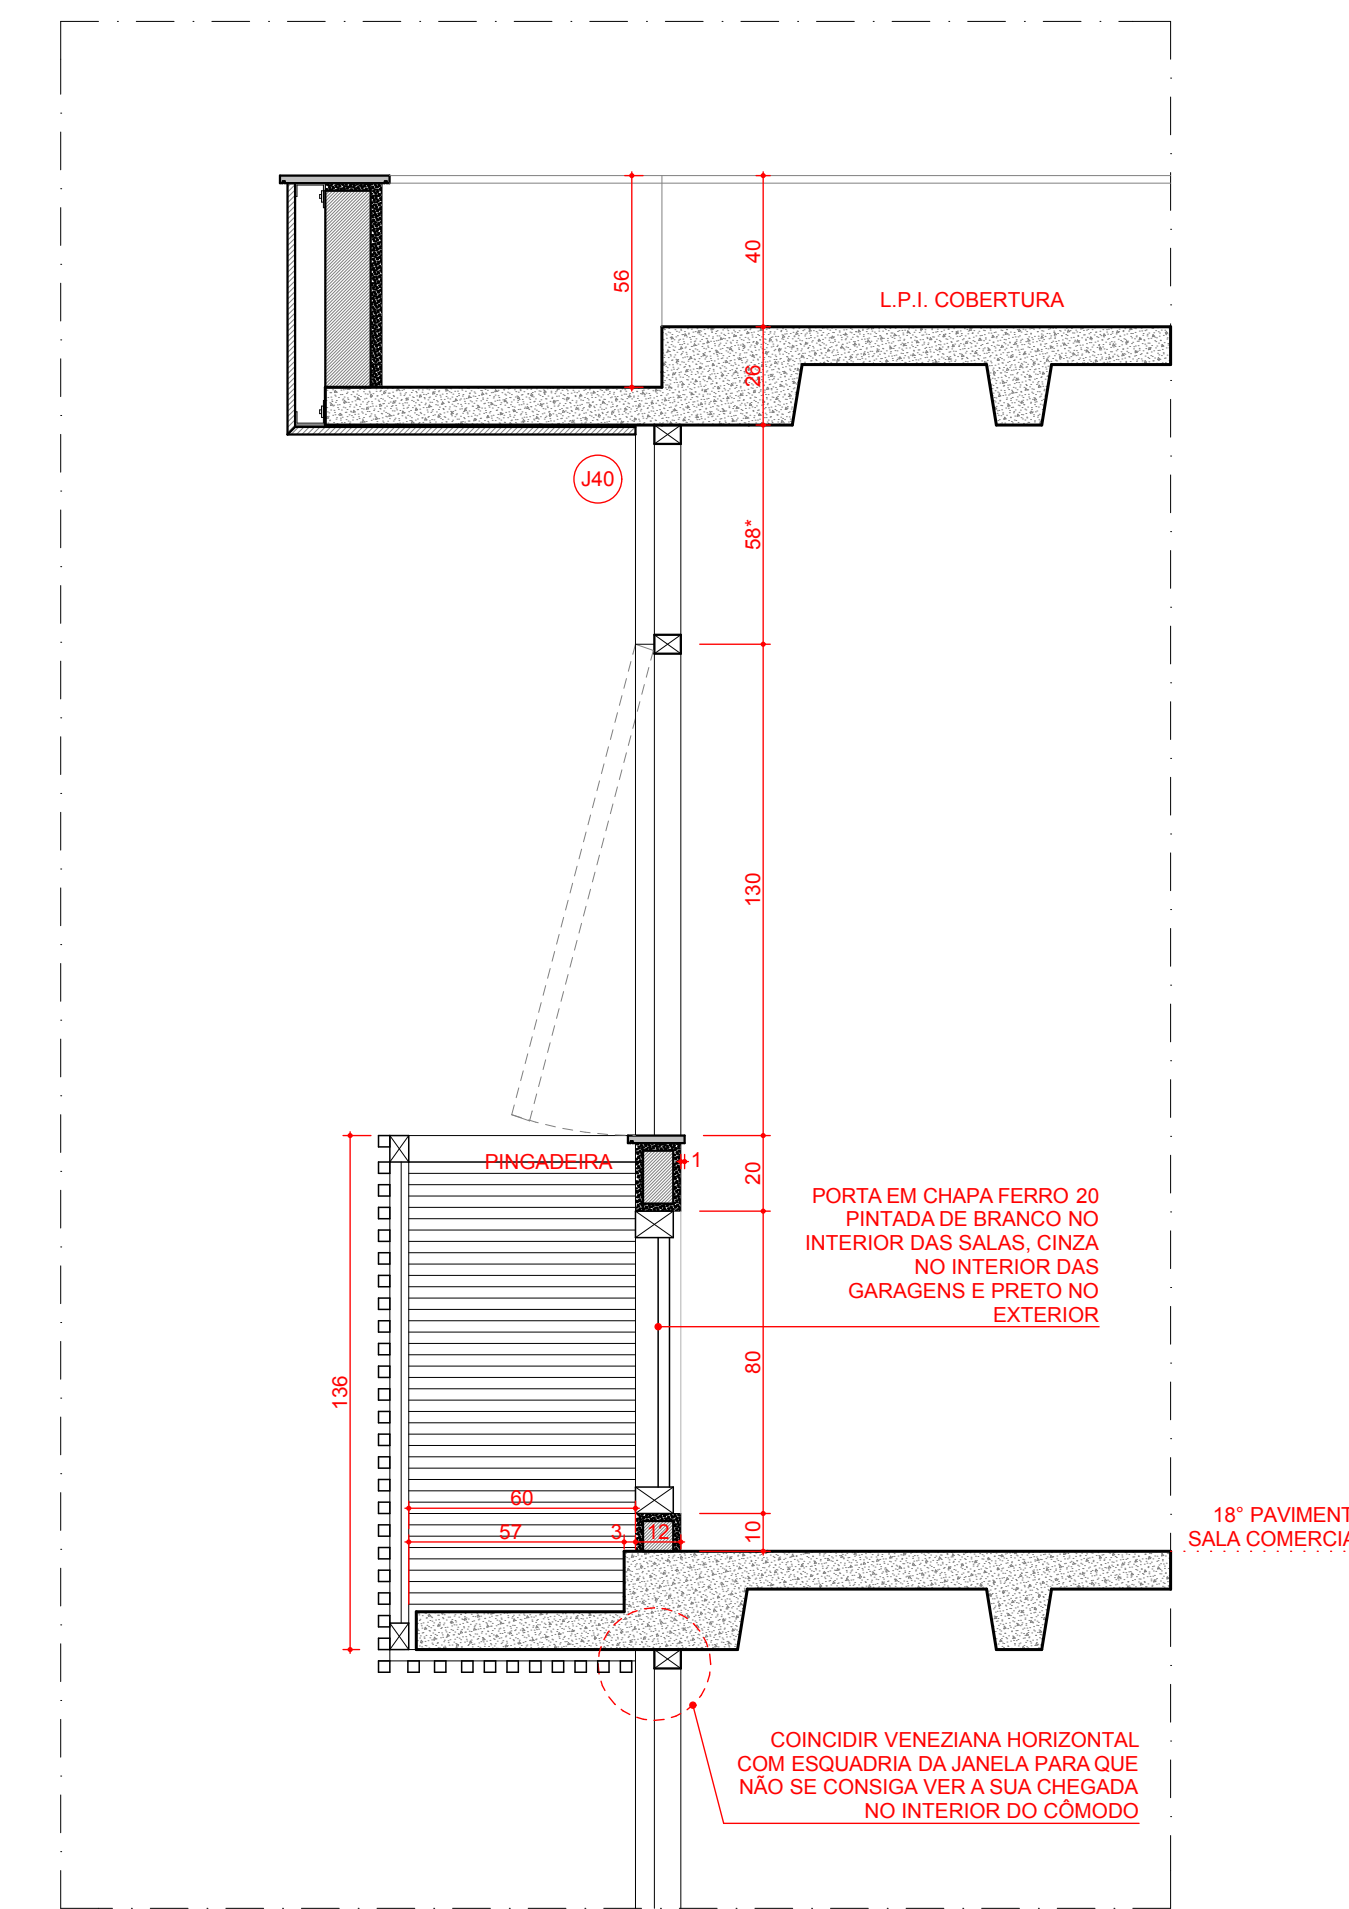 40
56
L.P.I. COBERTURA
26
J40
58*
130
PINGADEIRA
1
20
PORTA EM CHAPA FERRO 20
PINTADA DE BRANCO NO
INTERIOR DAS SALAS, CINZA
NO INTERIOR DAS
GARAGENS E PRETO NO
EXTERIOR
80
136
60
57
3
12
10
18° PAVIMENT
SALA COMERCIA
COINCIDIR VENEZIANA HORIZONTAL
COM ESQUADRIA DA JANELA PARA QUE
NÃO SE CONSIGA VER A SUA CHEGADA
NO INTERIOR DO CÔMODO